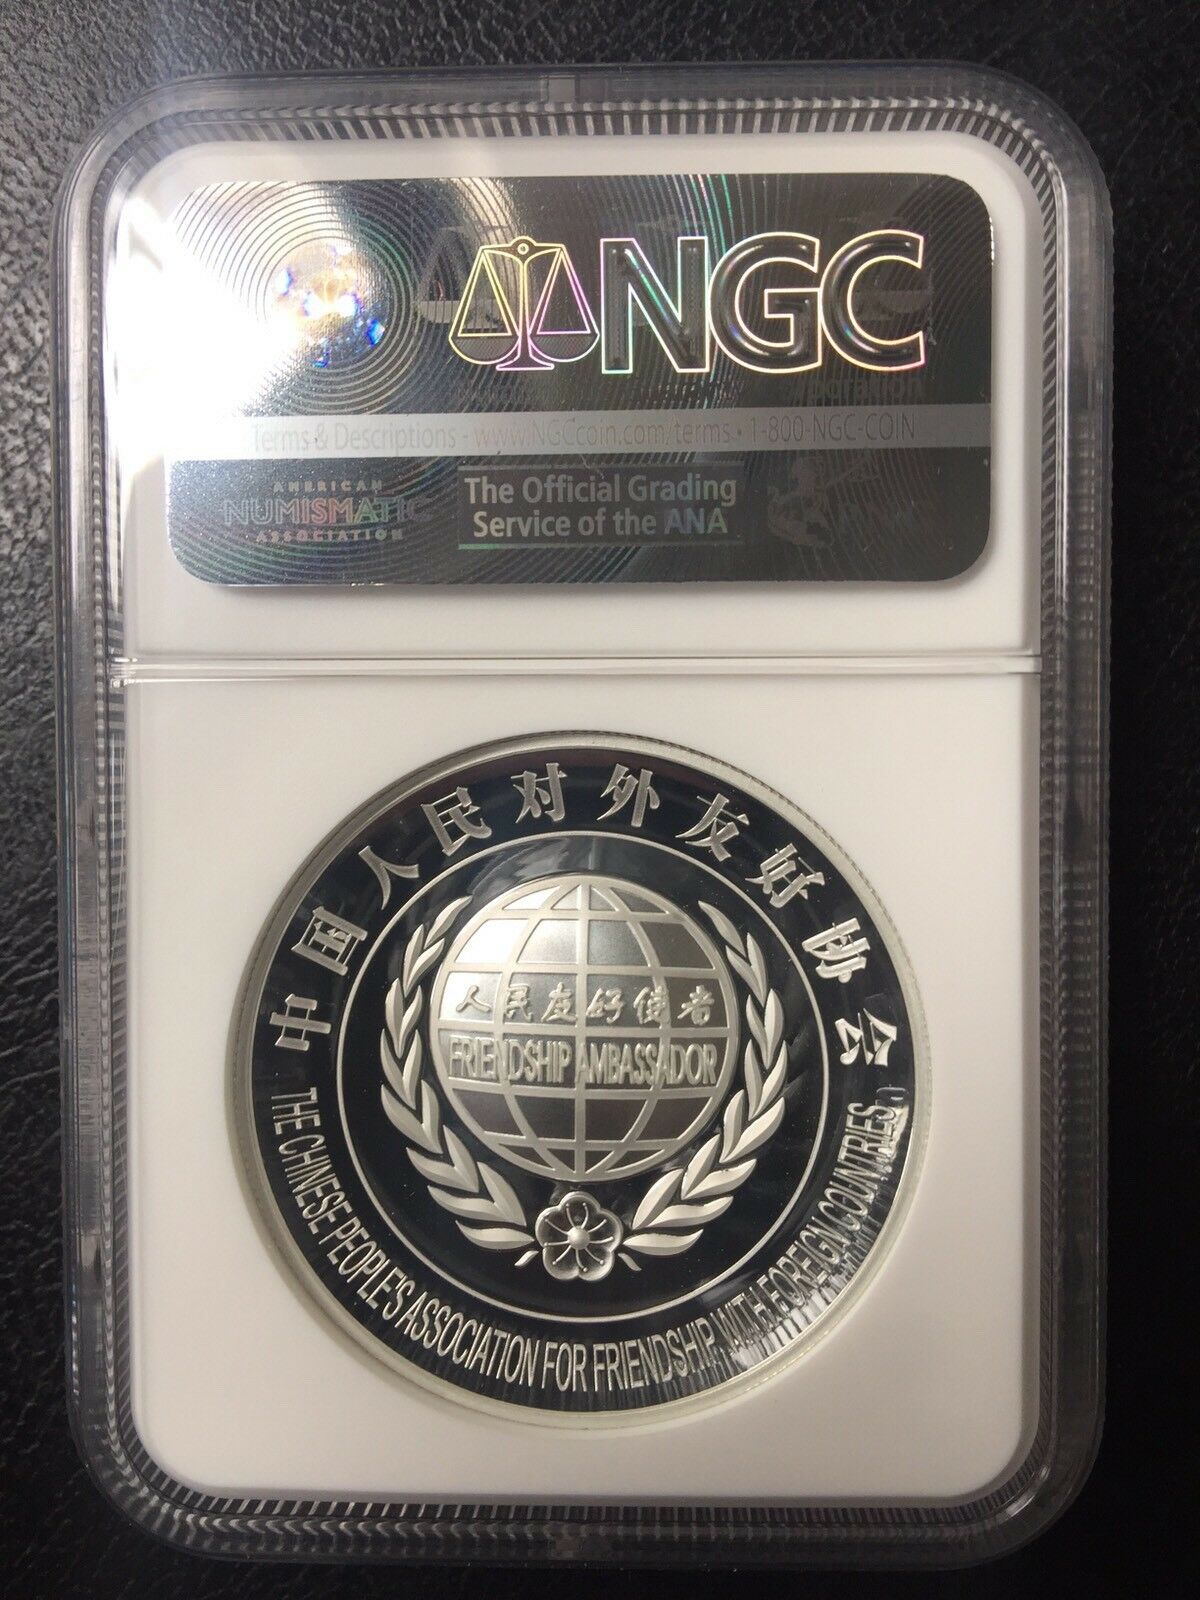 NGC
Terms & Descriptions - www.NGCcoin.com/terms • 1-800-NGC-COIN
AMERICAN
NUMISMATIC
ASSOCIATION
The Official Grading
Service of the ANA
中国人民对外友好协会
人民友好使者
FRIENDSHIP AMBASSADOR
THE CHINESE PEOPLE'S ASSOCIATION FOR FRIENDSHIP WITH FOREIGN COUNTRIES